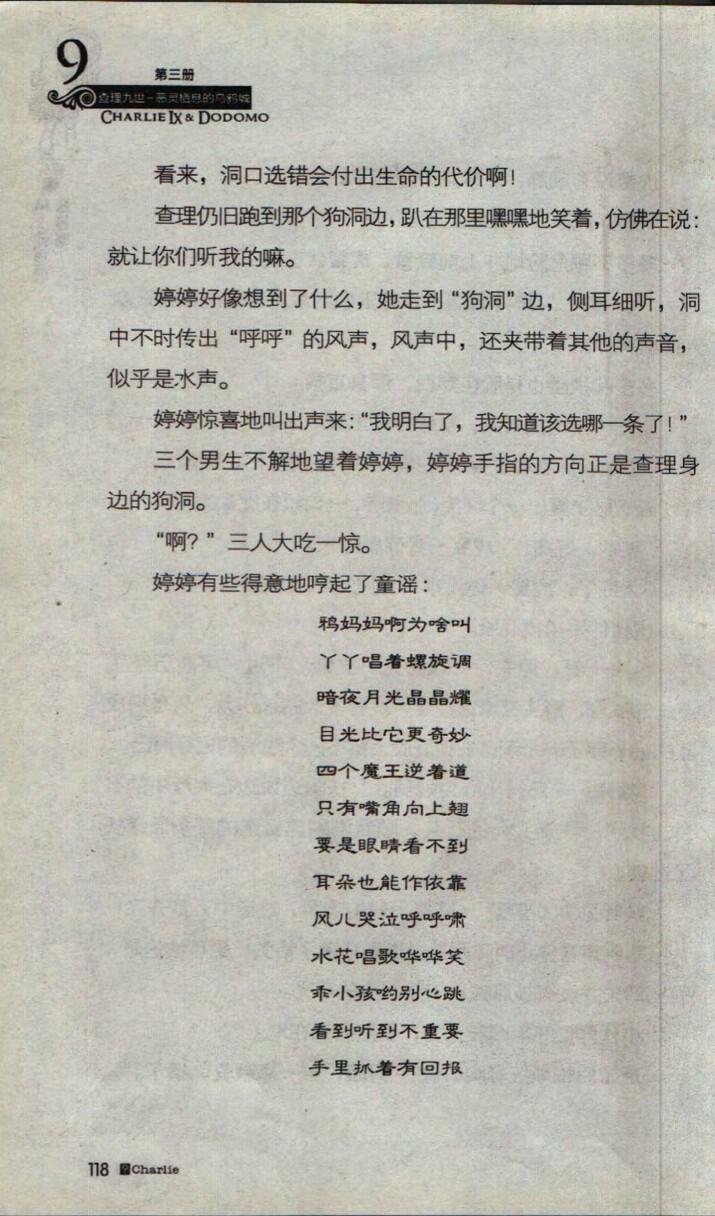 9
第三册
查理九世-恶灵栖息的乌鸦城
CHARLIE IX & DODOMO
看来，洞口选错会付出生命的代价啊！
查理仍旧跑到那个狗洞边，趴在那里嘿嘿地笑着，仿佛在说：
就让你们听我的嘛。
婷婷好像想到了什么，她走到“狗洞”边，侧耳细听，洞
中不时传出“呼呼”的风声，风声中，还夹带着其他的声音，
似乎是水声。
婷婷惊喜地叫出声来：“我明白了，我知道该选哪一条了！”
三个男生不解地望着婷婷，婷婷手指的方向正是查理身
边的狗洞。
“啊？”三人大吃一惊。
婷婷有些得意地哼起了童谣：
鸦妈妈啊为啥叫
丫丫唱着螺旋调
暗夜月光晶晶耀
目光比它更奇妙
四个魔王逆着道
只有嘴角向上翘
要是眼睛看不到
耳朵也能作依靠
风儿哭泣呼呼啸
水花唱歌哗哗笑
乖小孩哟别心跳
看到听到不重要
手里抓着有回报
118 Charlie